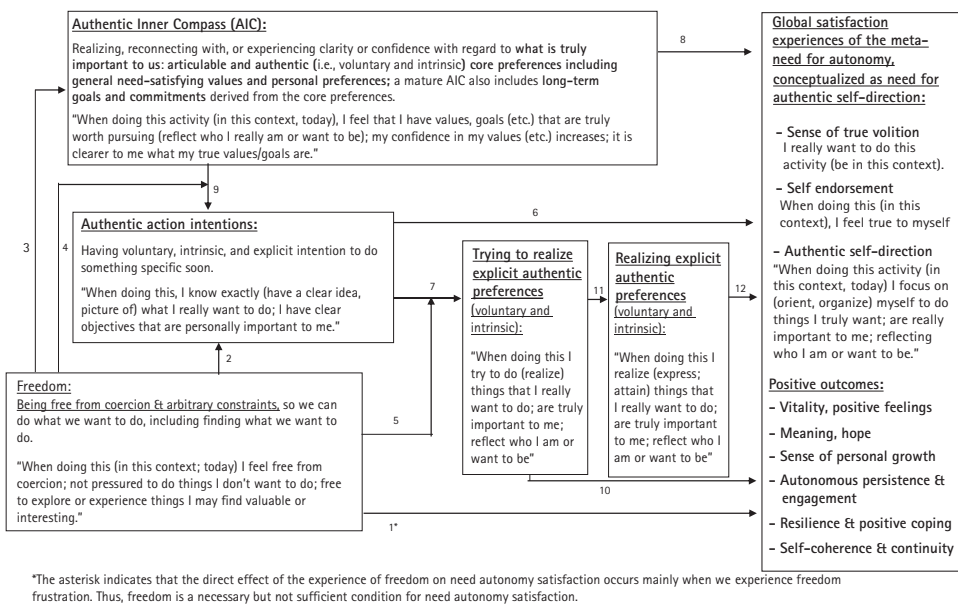 Authentic Inner Compass (AIC):
Realizing, reconnecting with, or experiencing clarity or confidence with regard to what is truly
important to us: articulable and authentic (i.e., voluntary and intrinsic) core preferences including
general need-satisfying values and personal preferences; a mature AIC also includes long-term
goals and commitments derived from the core preferences.
"When doing this activity (in this context, today), I feel that I have values, goals (etc.) that are truly
worth pursuing (reflect who I really am or want to be); my confidence in my values (etc.) increases; it is
clearer to me what my true values/goals are."
8
3
4
9
Authentic action intentions:
Having voluntary, intrinsic, and explicit intention to do
something specific soon.
"When doing this, I know exactly (have a clear idea,
picture of) what I really want to do; I have clear
objectives that are personally important to me."
6
7
2
Freedom:
Being free from coercion & arbitrary constraints, so we can
do what we want to do, including finding what we want to
do.
"When doing this (in this context; today) I feel free from
coercion; not pressured to do things I don't want to do; free
to explore or experience things I may find valuable or
interesting."
5
1*
Trying to realize
explicit authentic
preferences
(voluntary and
intrinsic):
"When doing this I
try to do (realize)
things that I really
want to do; are truly
important to me;
reflect who I am or
want to be"
11
10
Realizing explicit
authentic
preferences
(voluntary and
intrinsic):
"When doing this I
realize (express;
attain) things that
I really want to do;
are truly important
to me; reflect who I
am or want to be"
12
Global satisfaction
experiences of the meta-
need for autonomy,
conceptualized as need for
authentic self-direction:
– Sense of true volition
I really want to do this
activity (be in this context).
– Self endorsement
When doing this (in this
context), I feel true to myself
– Authentic self-direction
"When doing this activity (in
this context, today) I focus on
(orient, organize) myself to do
things I truly want; are really
important to me; reflecting
who I am or want to be."
Positive outcomes:
– Vitality, positive feelings
– Meaning, hope
– Sense of personal growth
– Autonomous persistence &
engagement
– Resilience & positive coping
– Self-coherence & continuity
*The asterisk indicates that the direct effect of the experience of freedom on need autonomy satisfaction occurs mainly when we experience freedom
frustration. Thus, freedom is a necessary but not sufficient condition for need autonomy satisfaction.